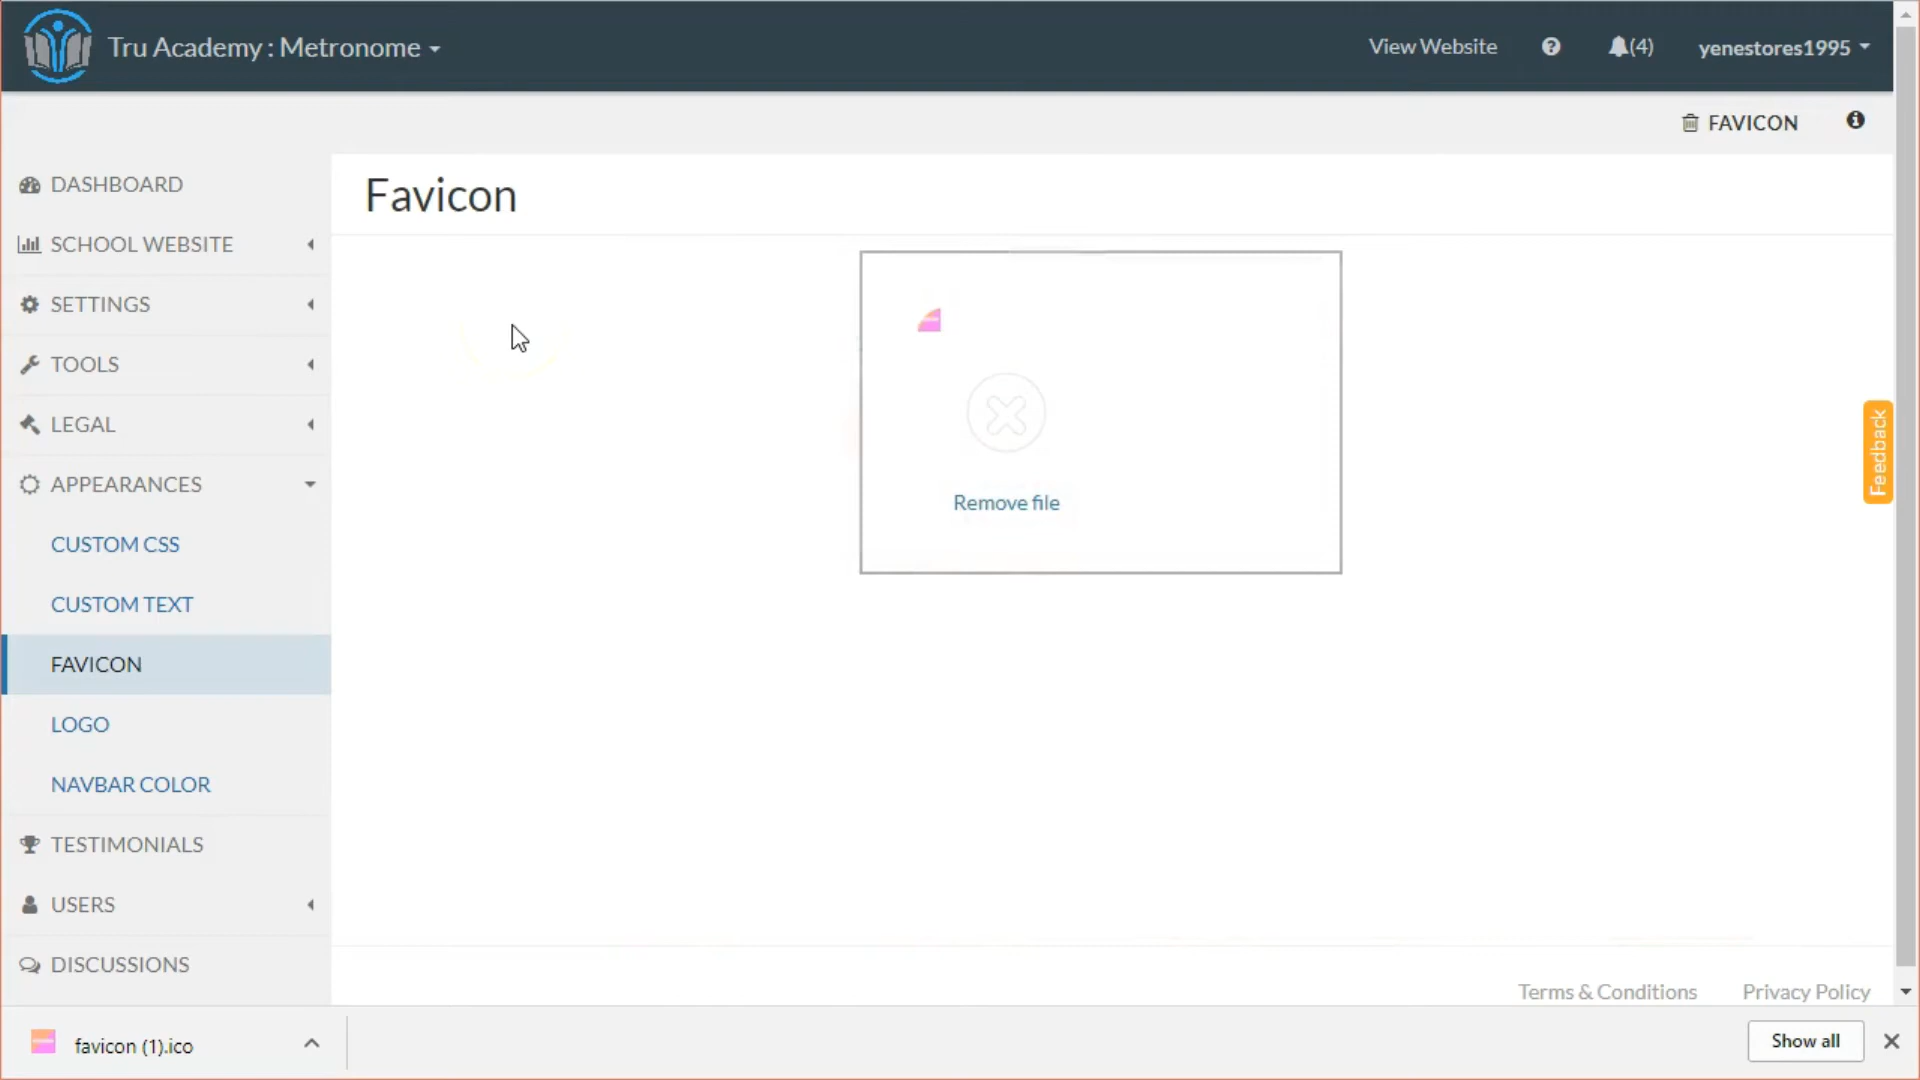 Tru Academy : Metronome
View Website
(4)
yenestores1995
FAVICON
DASHBOARD
SCHOOL WEBSITE
SETTINGS
TOOLS
LEGAL
APPEARANCES
CUSTOM CSS
CUSTOM TEXT
FAVICON
LOGO
NAVBAR COLOR
TESTIMONIALS
USERS
DISCUSSIONS
Favicon
Remove file
Feedback
Terms & Conditions
Privacy Policy
favicon (1).ico
Show all